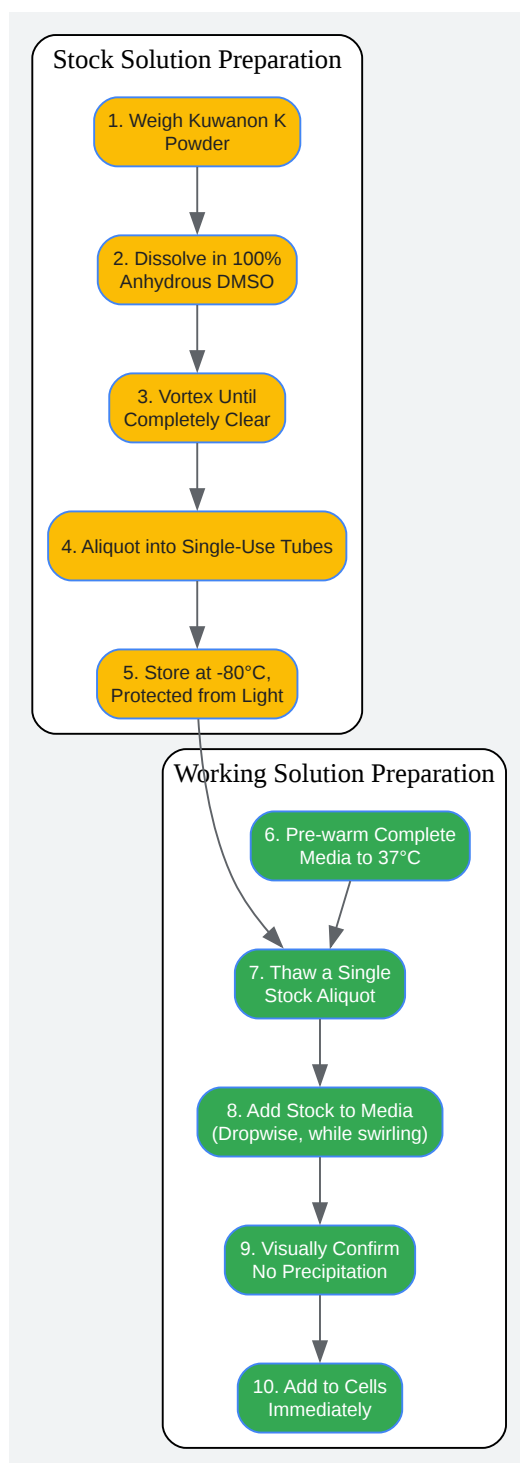 Stock Solution Preparation
1. Weigh Kuwanon K
Powder
2. Dissolve in 100%
Anhydrous DMSO
3. Vortex Until
Completely Clear
4. Aliquot into Single-Use Tubes
5. Store at -80°C,
Protected from Light
Working Solution Preparation
6. Pre-warm Complete
Media to 37°C
7. Thaw a Single
Stock Aliquot
8. Add Stock to Media
(Dropwise, while swirling)
9. Visually Confirm
No Precipitation
10. Add to Cells
Immediately